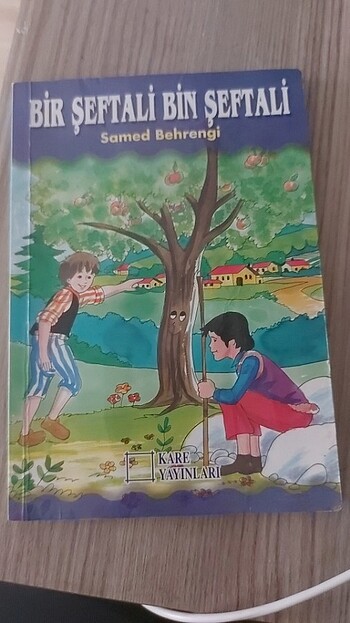 BİR ŞEFTALİ BİN ŞEFTALİ
Samed Behrengi
KARE
YAYINLARI